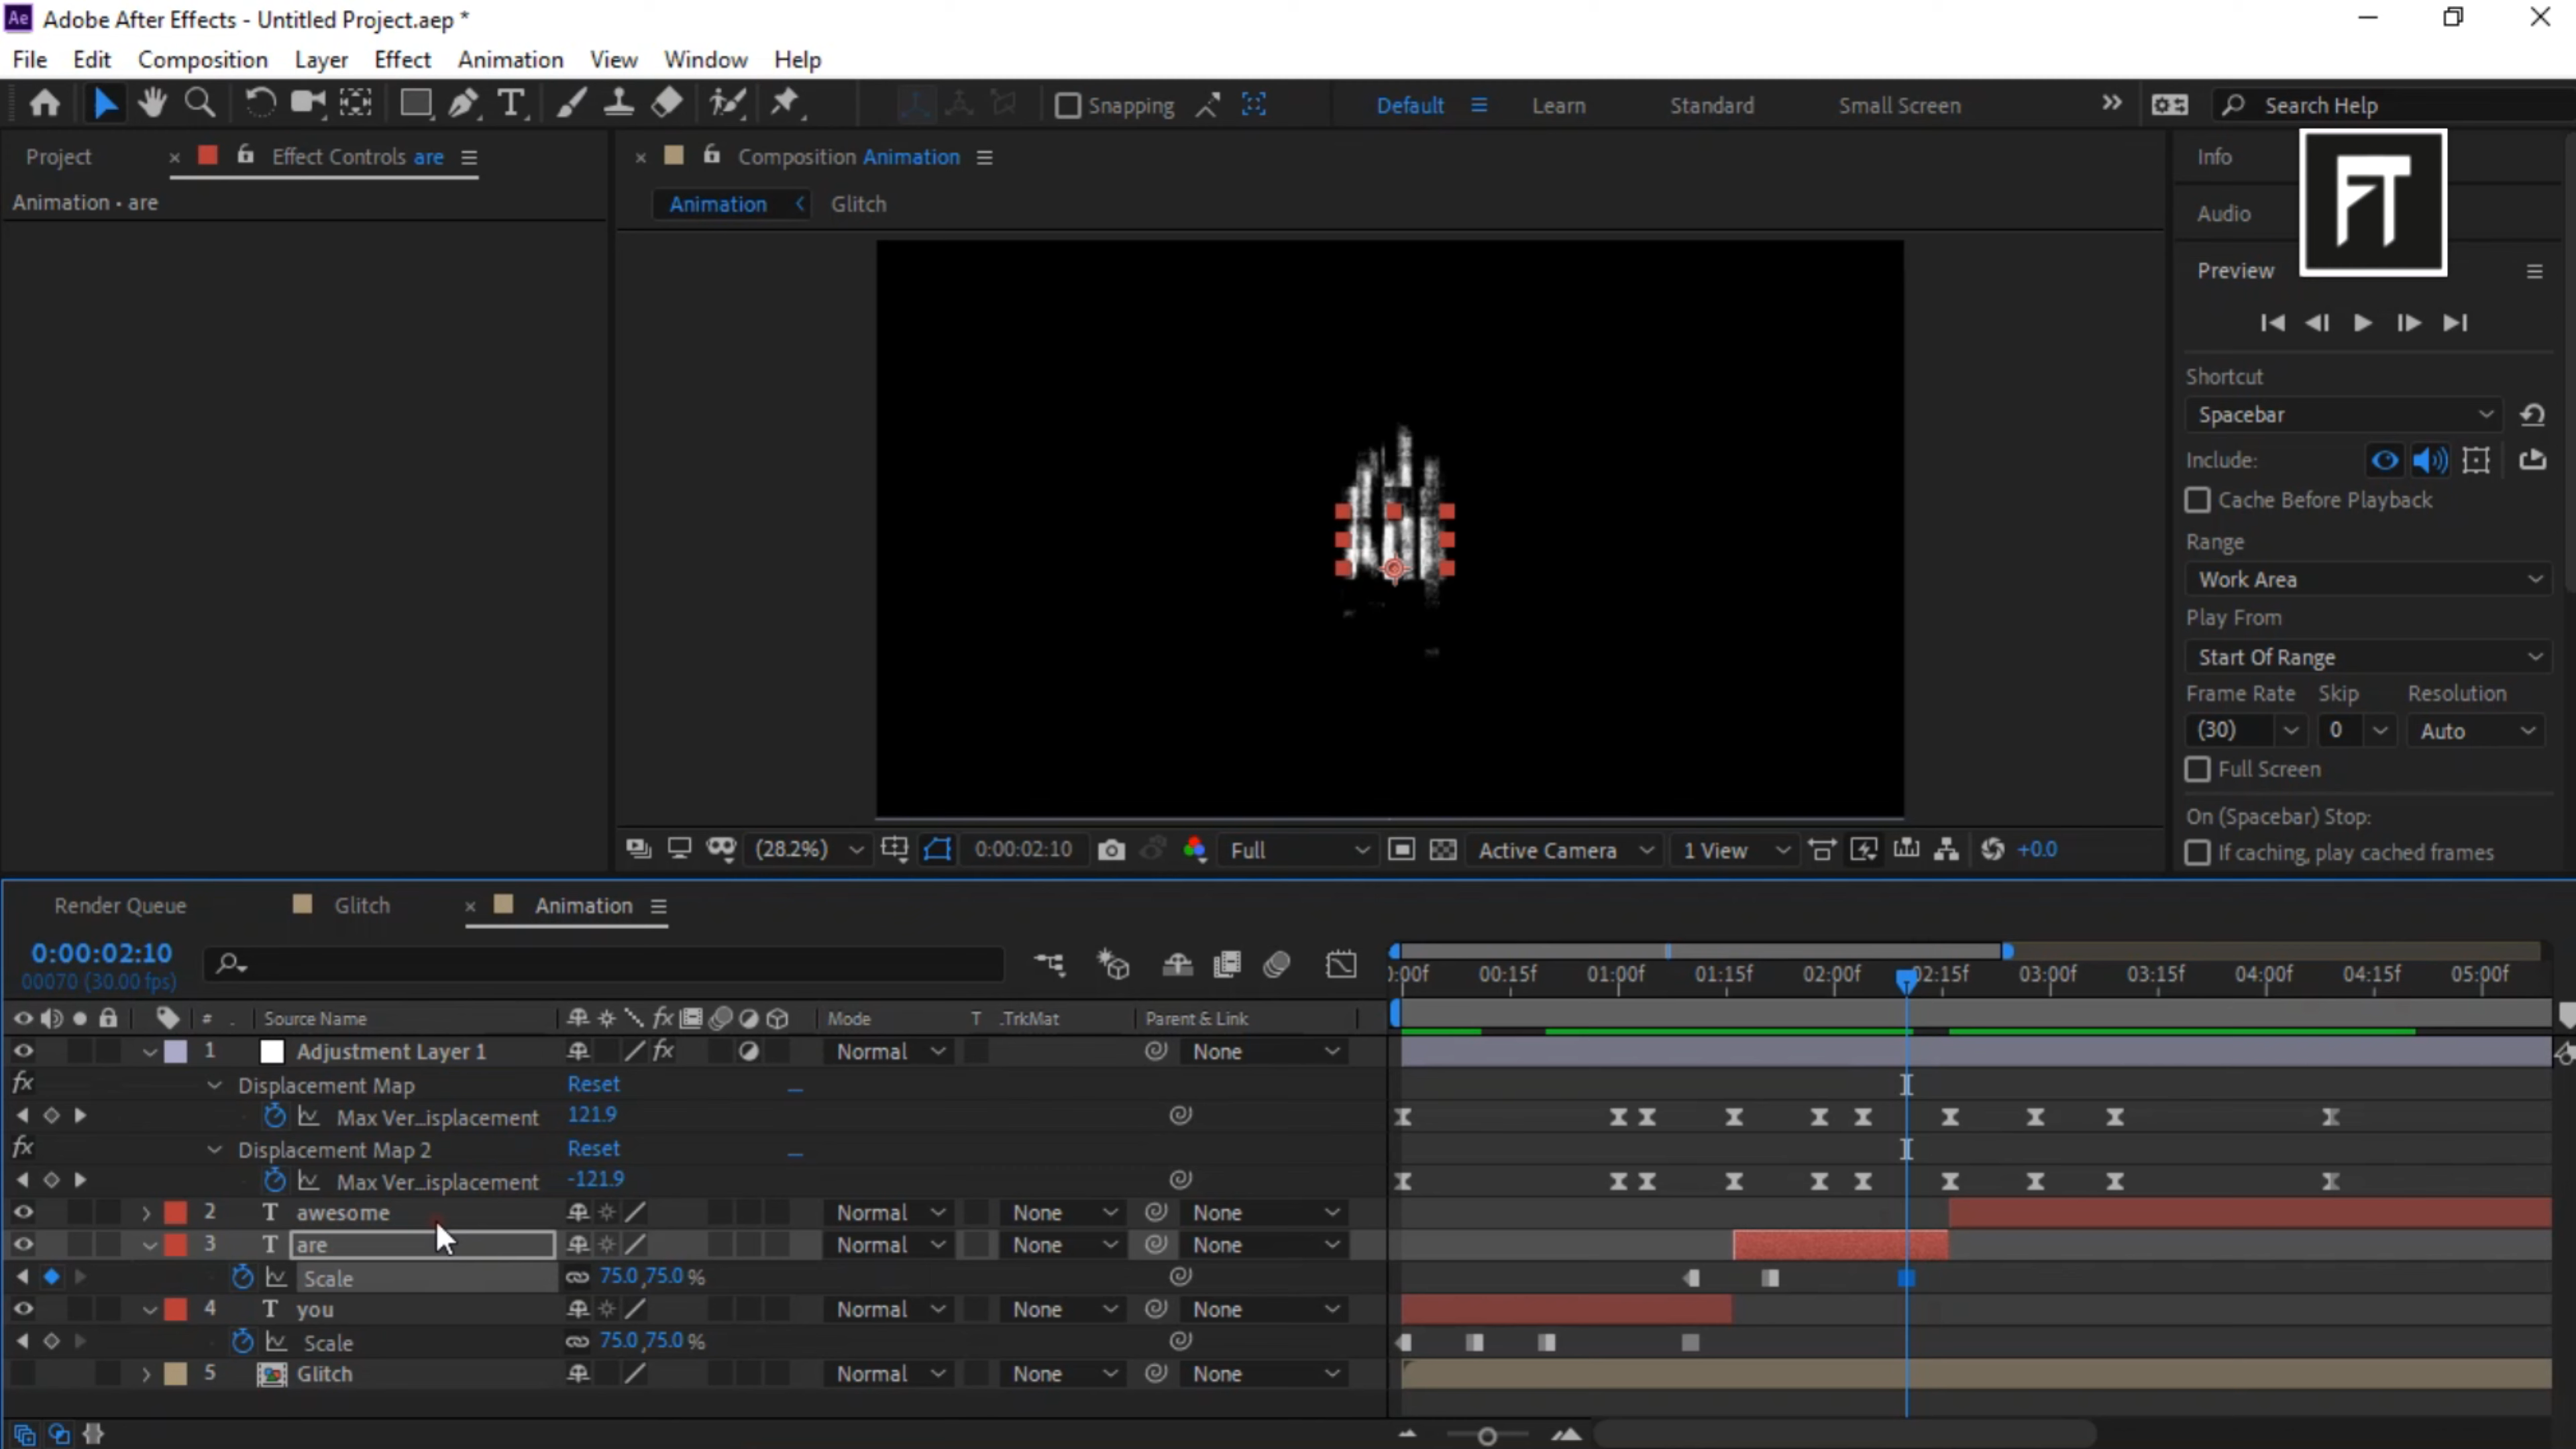 Ae Adobe After Effects - Untitled Project.aep *
File Edit Composition Layer Effect Animation View Window Help
T Snapping Default Learn Standard Small Screen Search Help
Project Effect Controls are
Composition Animation
Info
FT
Animation • are
Animation Glitch
Audio
Preview
Shortcut
Spacebar
Include:
Cache Before Playback
Range
Work Area
Play From
Start Of Range
Frame Rate Skip Resolution
(30) 0 Auto
Full Screen
On (Spacebar) Stop:
If caching, play cached frames
(28.2%) 0:00:02:10 Full Active Camera 1 View +0.0
Render Queue Glitch Animation
0:00:02:10
00070 (30.00 fps)
):00f 00:15f 01:00f 01:15f 02:00f 02:15f 03:00f 03:15f 04:00f 04:15f 05:00f
# . Source Name fx Mode T .TrkMat Parent & Link
1 Adjustment Layer 1 fx Normal None
fx Displacement Map Reset
Max Ver...isplacement 121.9
fx Displacement Map 2 Reset
Max Ver...isplacement -121.9
2 T awesome Normal None None
3 T are Normal None None
Scale 75.0,75.0 %
4 T you Normal None None
Scale 75.0,75.0 %
5 Glitch Normal None None